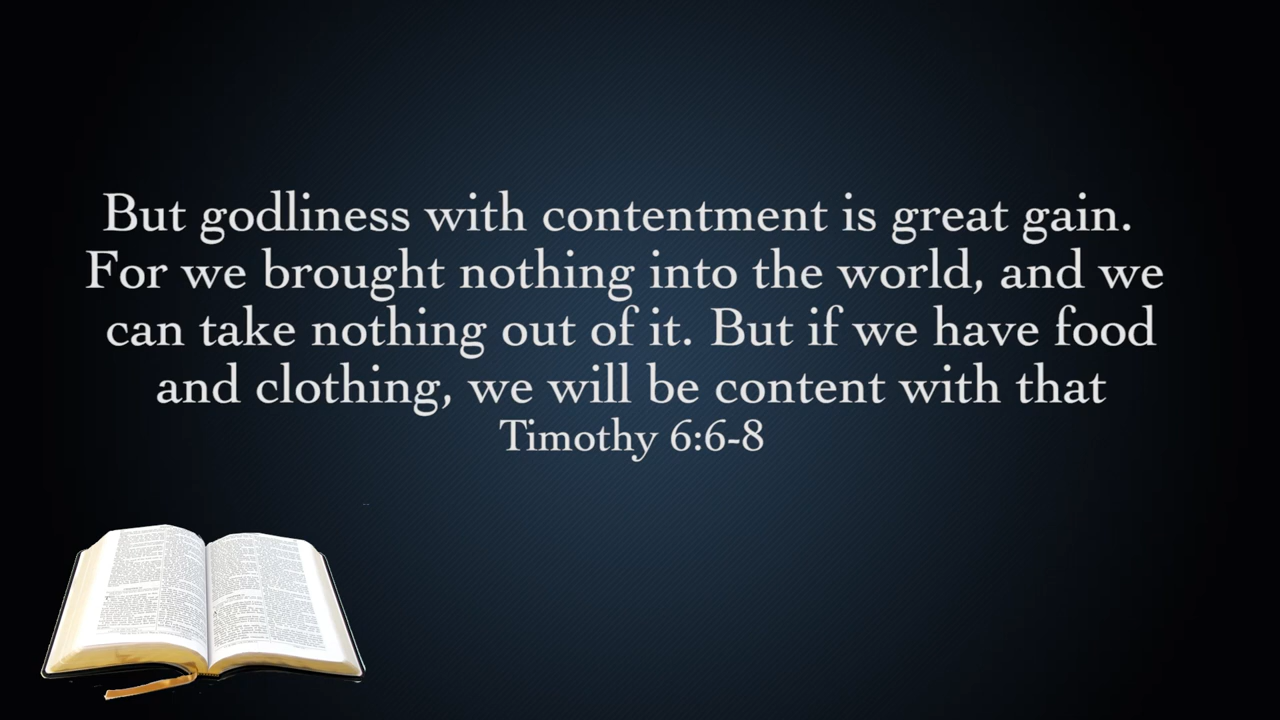 But godliness with contentment is great gain.
For we brought nothing into the world, and we
can take nothing out of it. But if we have food
and clothing, we will be content with that
Timothy 6:6-8